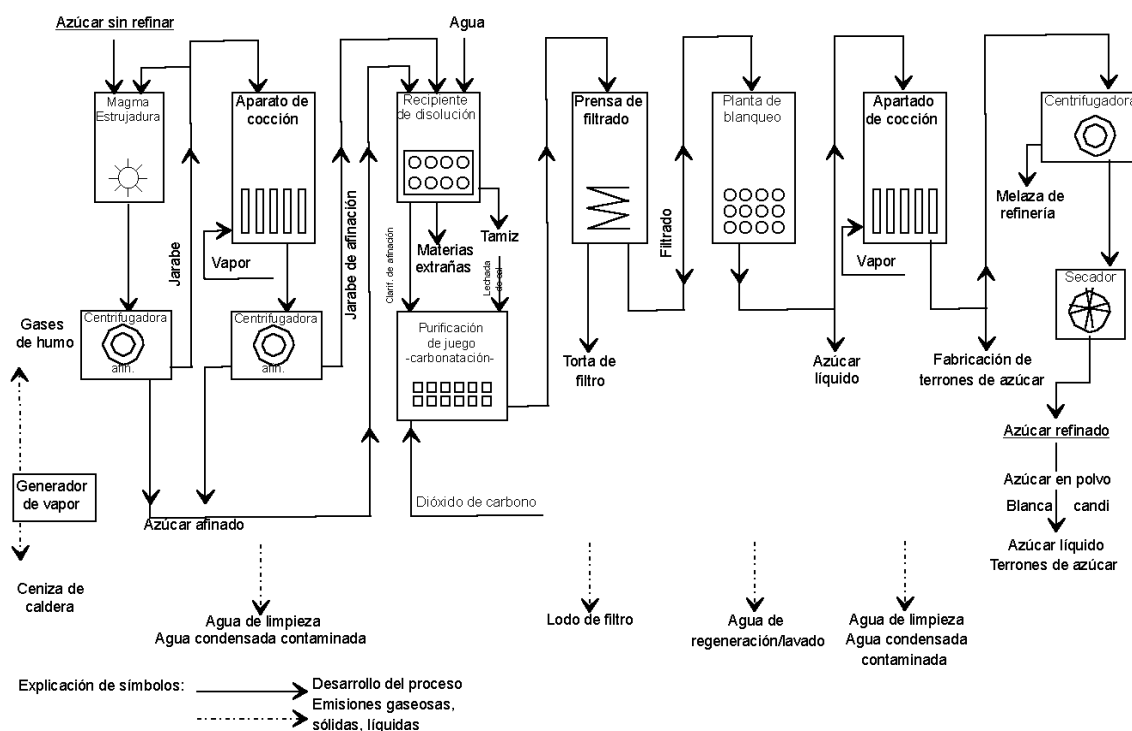 Azúcar sin refinar
Agua
Magma
Estrujadura
Aparato de
cocción
Recipiente
de disolución
Prensa de
filtrado
Planta de
blanqueo
Apartado
de cocción
Centrifugadora
Melaza de
refinería
Jarabe
Vapor
Jarabe de afinación
Clarif. de afinación
Materias
extrañas
Tamiz
Lechada
de cal
Filtrado
Vapor
Secador
Gases
de humo
Centrifugadora
afin.
Centrifugadora
afin.
Purificación
de juego
-carbonatación-
Torta de
filtro
Azúcar
líquido
Fabricación de
terrones de azúcar
Azúcar refinado
Generador
de vapor
Azúcar afinado
Dióxido de carbono
Azúcar en polvo
Blanca candi
Azúcar líquido
Terrones de azúcar
Ceniza de
caldera
Agua de limpieza
Agua condensada contaminada
Lodo de filtro
Agua de
regeneración/lavado
Agua de limpieza
Agua condensada
contaminada
Explicación de símbolos:
Desarrollo del proceso
Emisiones gaseosas,
sólidas, líquidas